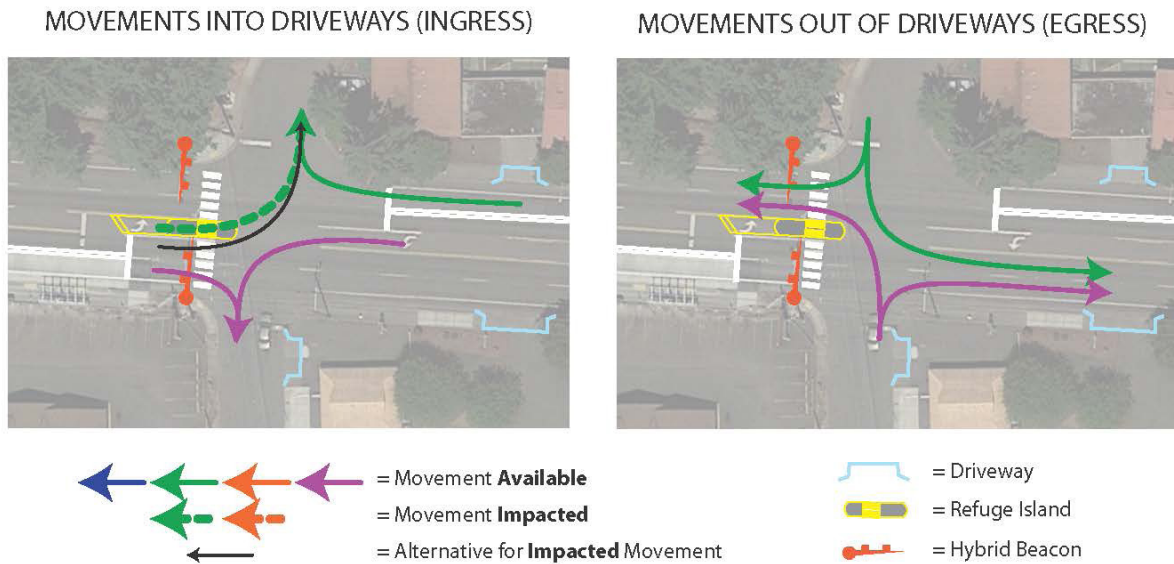 MOVEMENTS INTO DRIVEWAYS (INGRESS)
MOVEMENTS OUT OF DRIVEWAYS (EGRESS)
= Movement Available
= Movement Impacted
= Alternative for Impacted Movement
= Driveway
= Refuge Island
= Hybrid Beacon